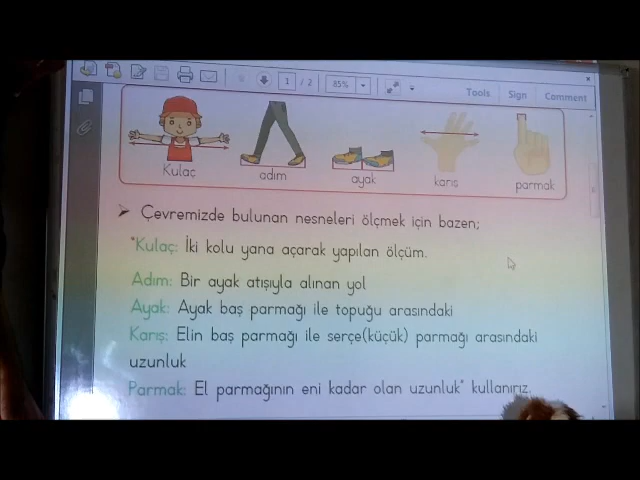 1 / 2
85%
Tools
Sign
Comment
Kulaç
adım
ayak
karış
parmak
Çevremizde bulunan nesneleri ölçmek için bazen;
"Kulaç: İki kolu yana açarak yapılan ölçüm.
Adım: Bir ayak atışıyla alınan yol
Ayak: Ayak baş parmağı ile topuğu arasındaki
Karış: Elin baş parmağı ile serçe(küçük) parmağı arasındaki
uzunluk
Parmak: El parmağının eni kadar olan uzunluk" kullanırız.